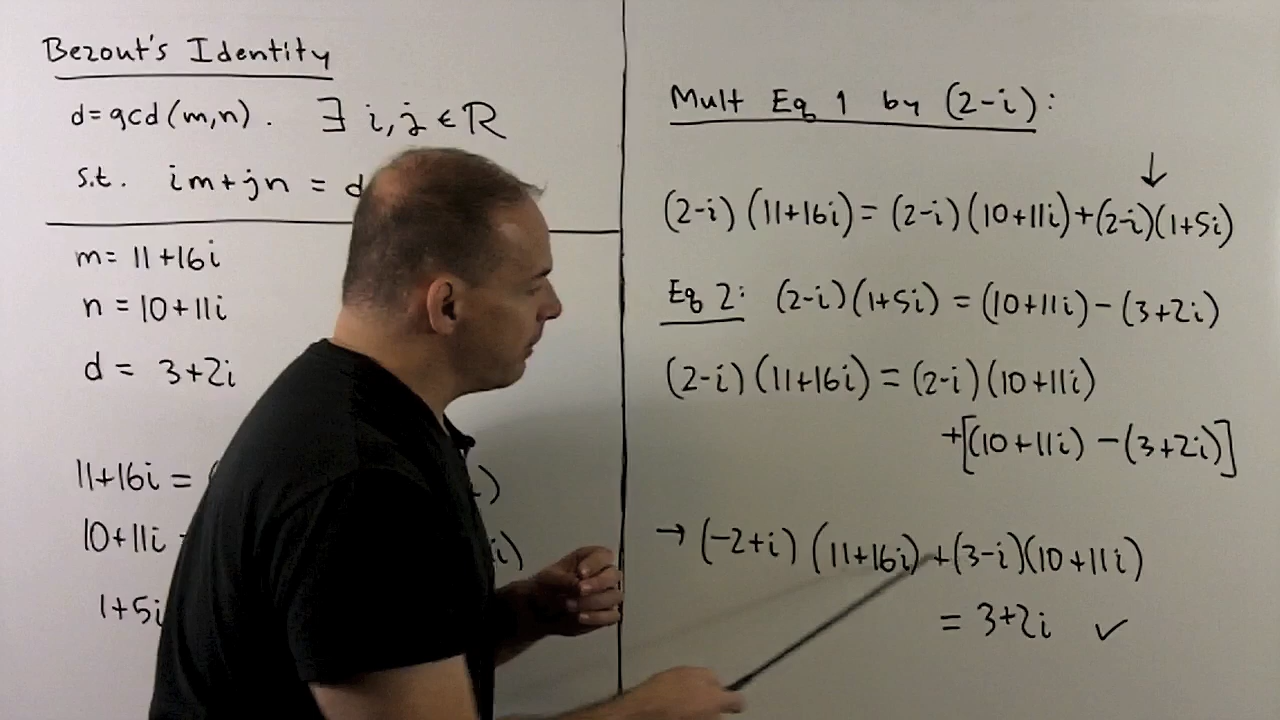 Bezout's Identity
d=gcd(m,n). ∃ i,j ∈ R
s.t. im+jn = d
m= 11+16i
n = 10+11i
d = 3+2i
11+16i =
10+11i
1+5i
Mult Eq 1 by (2-i):
↓
(2-i)(11+16i)=(2-i)(10+11i)+(2-i)(1+5i)
Eq 2: (2-i)(1+5i) = (10+11i)-(3+2i)
(2-i)(11+16i)=(2-i)(10+11i)
+[(10+11i)-(3+2i)]
→ (-2+i)(11+16i)+(3-i)(10+11i)
= 3+2i ✓